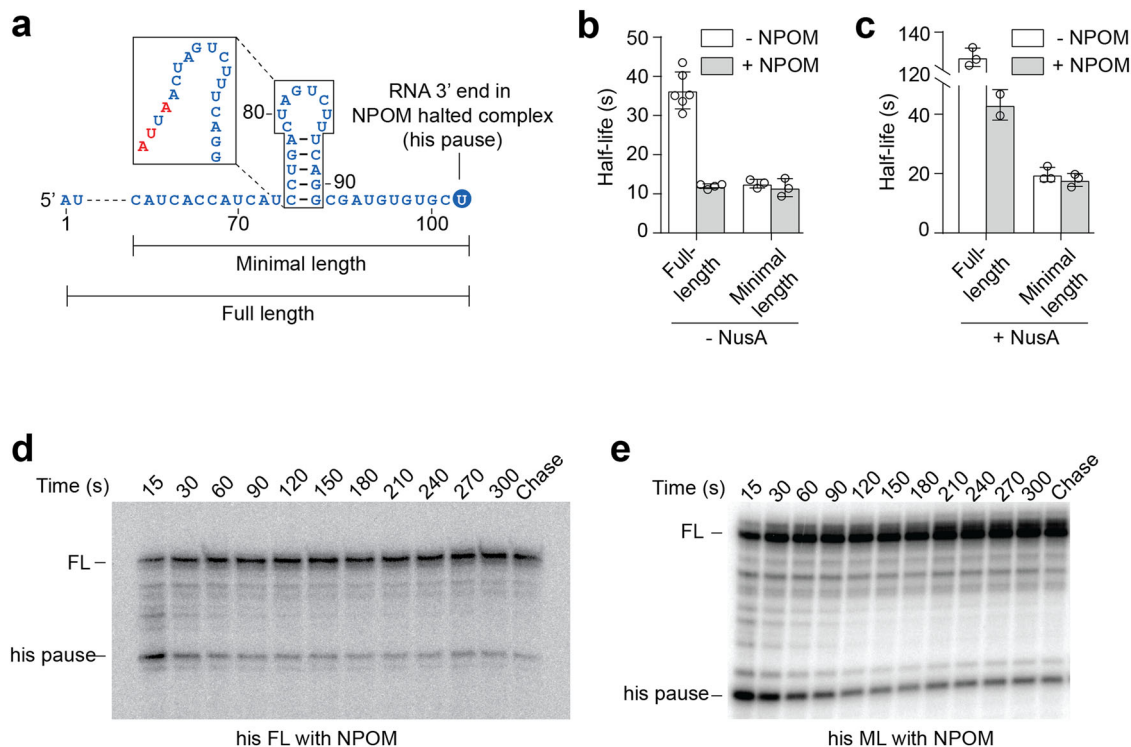 a
AUUAACUAGUCUUUCAGG
CCUGACUAGUCUUUCAGG
80
90
RNA 3' end in
NPOM halted complex
(his pause)
5' AU CAUCACCAUCAU CGAUGUGUGC U
1 70 100
Minimal length
Full length
b
- NPOM
+ NPOM
Half-life (s)
50
40
30
20
10
0
Full-length
Minimal length
- NusA
c
- NPOM
+ NPOM
Half-life (s)
140
120
40
20
0
Full-length
Minimal length
+ NusA
d
Time (s) 15 30 60 90 120 150 180 210 240 270 300 Chase
FL
his pause
his FL with NPOM
e
Time (s) 15 30 60 90 120 150 180 210 240 270 300 Chase
FL
his pause
his ML with NPOM